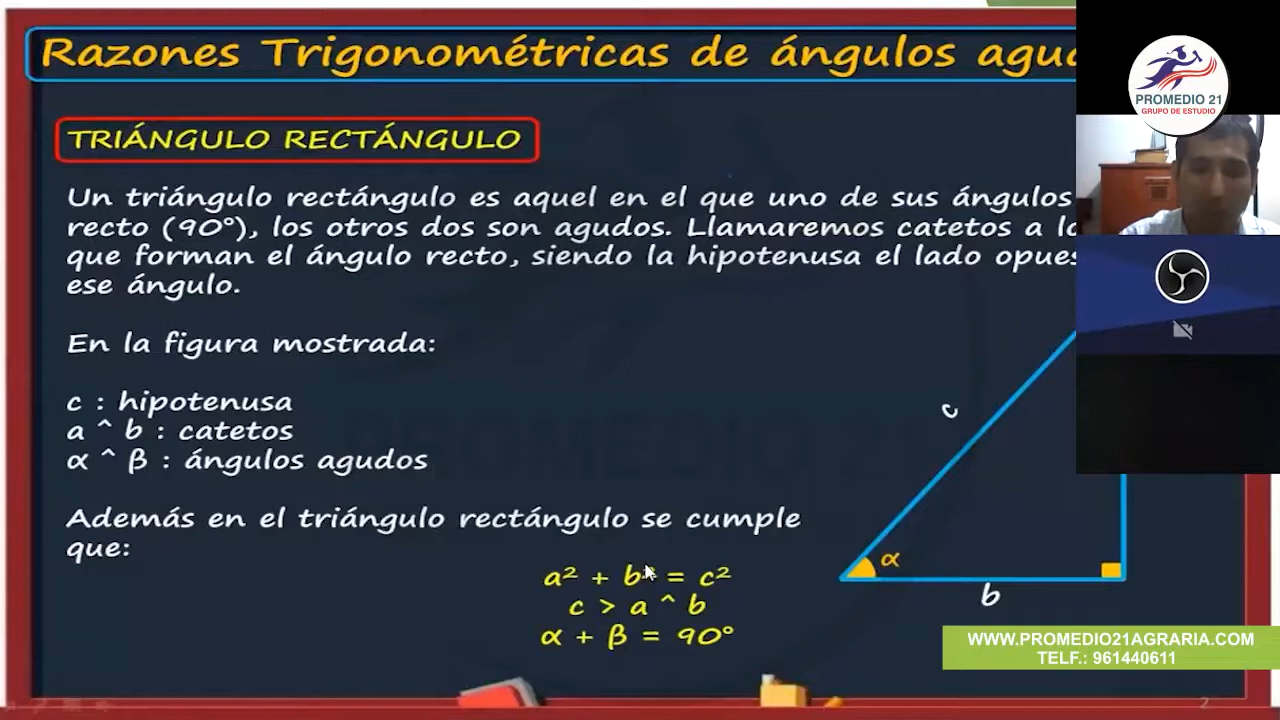 Razones Trigonométricas de ángulos
TRIÁNGULO RECTÁNGULO
Un triángulo rectángulo es aquel en el que uno de sus ángulos
recto (90°), los otros dos son agudos. Llamaremos catetos a
que forman el ángulo recto, siendo la hipotenusa el lado
ese ángulo.
En la figura mostrada:
c : hipotenusa
a ^ b : catetos
α ^ β : ángulos agudos
Además en el triángulo rectángulo se cumple
que:
a² + b² = c²
c > a ^ b
α + β = 90°
c
α
b
PROMEDIO 21
GRUPO DE ESTUDIO
WWW.PROMEDIO21AGRARIA.COM
TELF.: 961440611
2